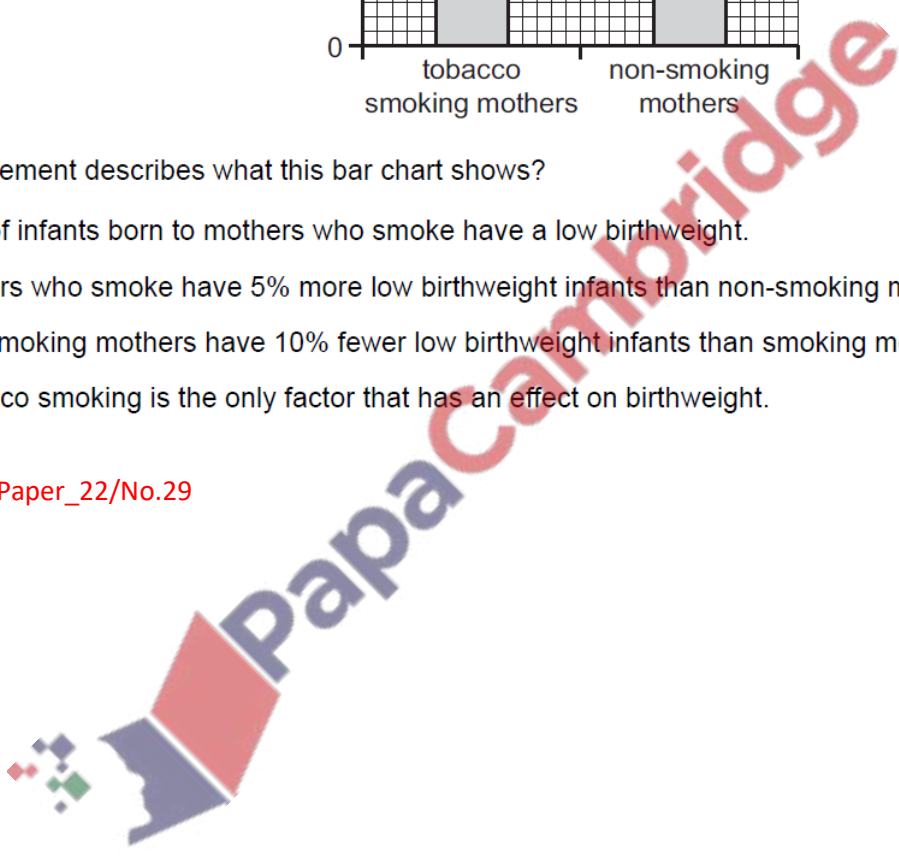 0
tobacco non-smoking
smoking mothers mothers
ement describes what this bar chart shows?
of infants born to mothers who smoke have a low birthweight.
rs who smoke have 5% more low birthweight infants than non-smoking m
moking mothers have 10% fewer low birthweight infants than smoking m
co smoking is the only factor that has an effect on birthweight.
Paper_22/No.29
PapaCambridge